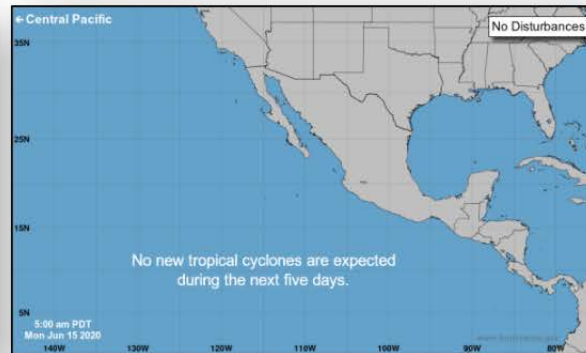 ←Central Pacific
No Disturbances
35N
25N
15N
No new tropical cyclones are expected
during the next five days.
5N
5:00 am PDT
Mon Jun 15 2020
140W
130W
120W
110W
100W
90W
80W